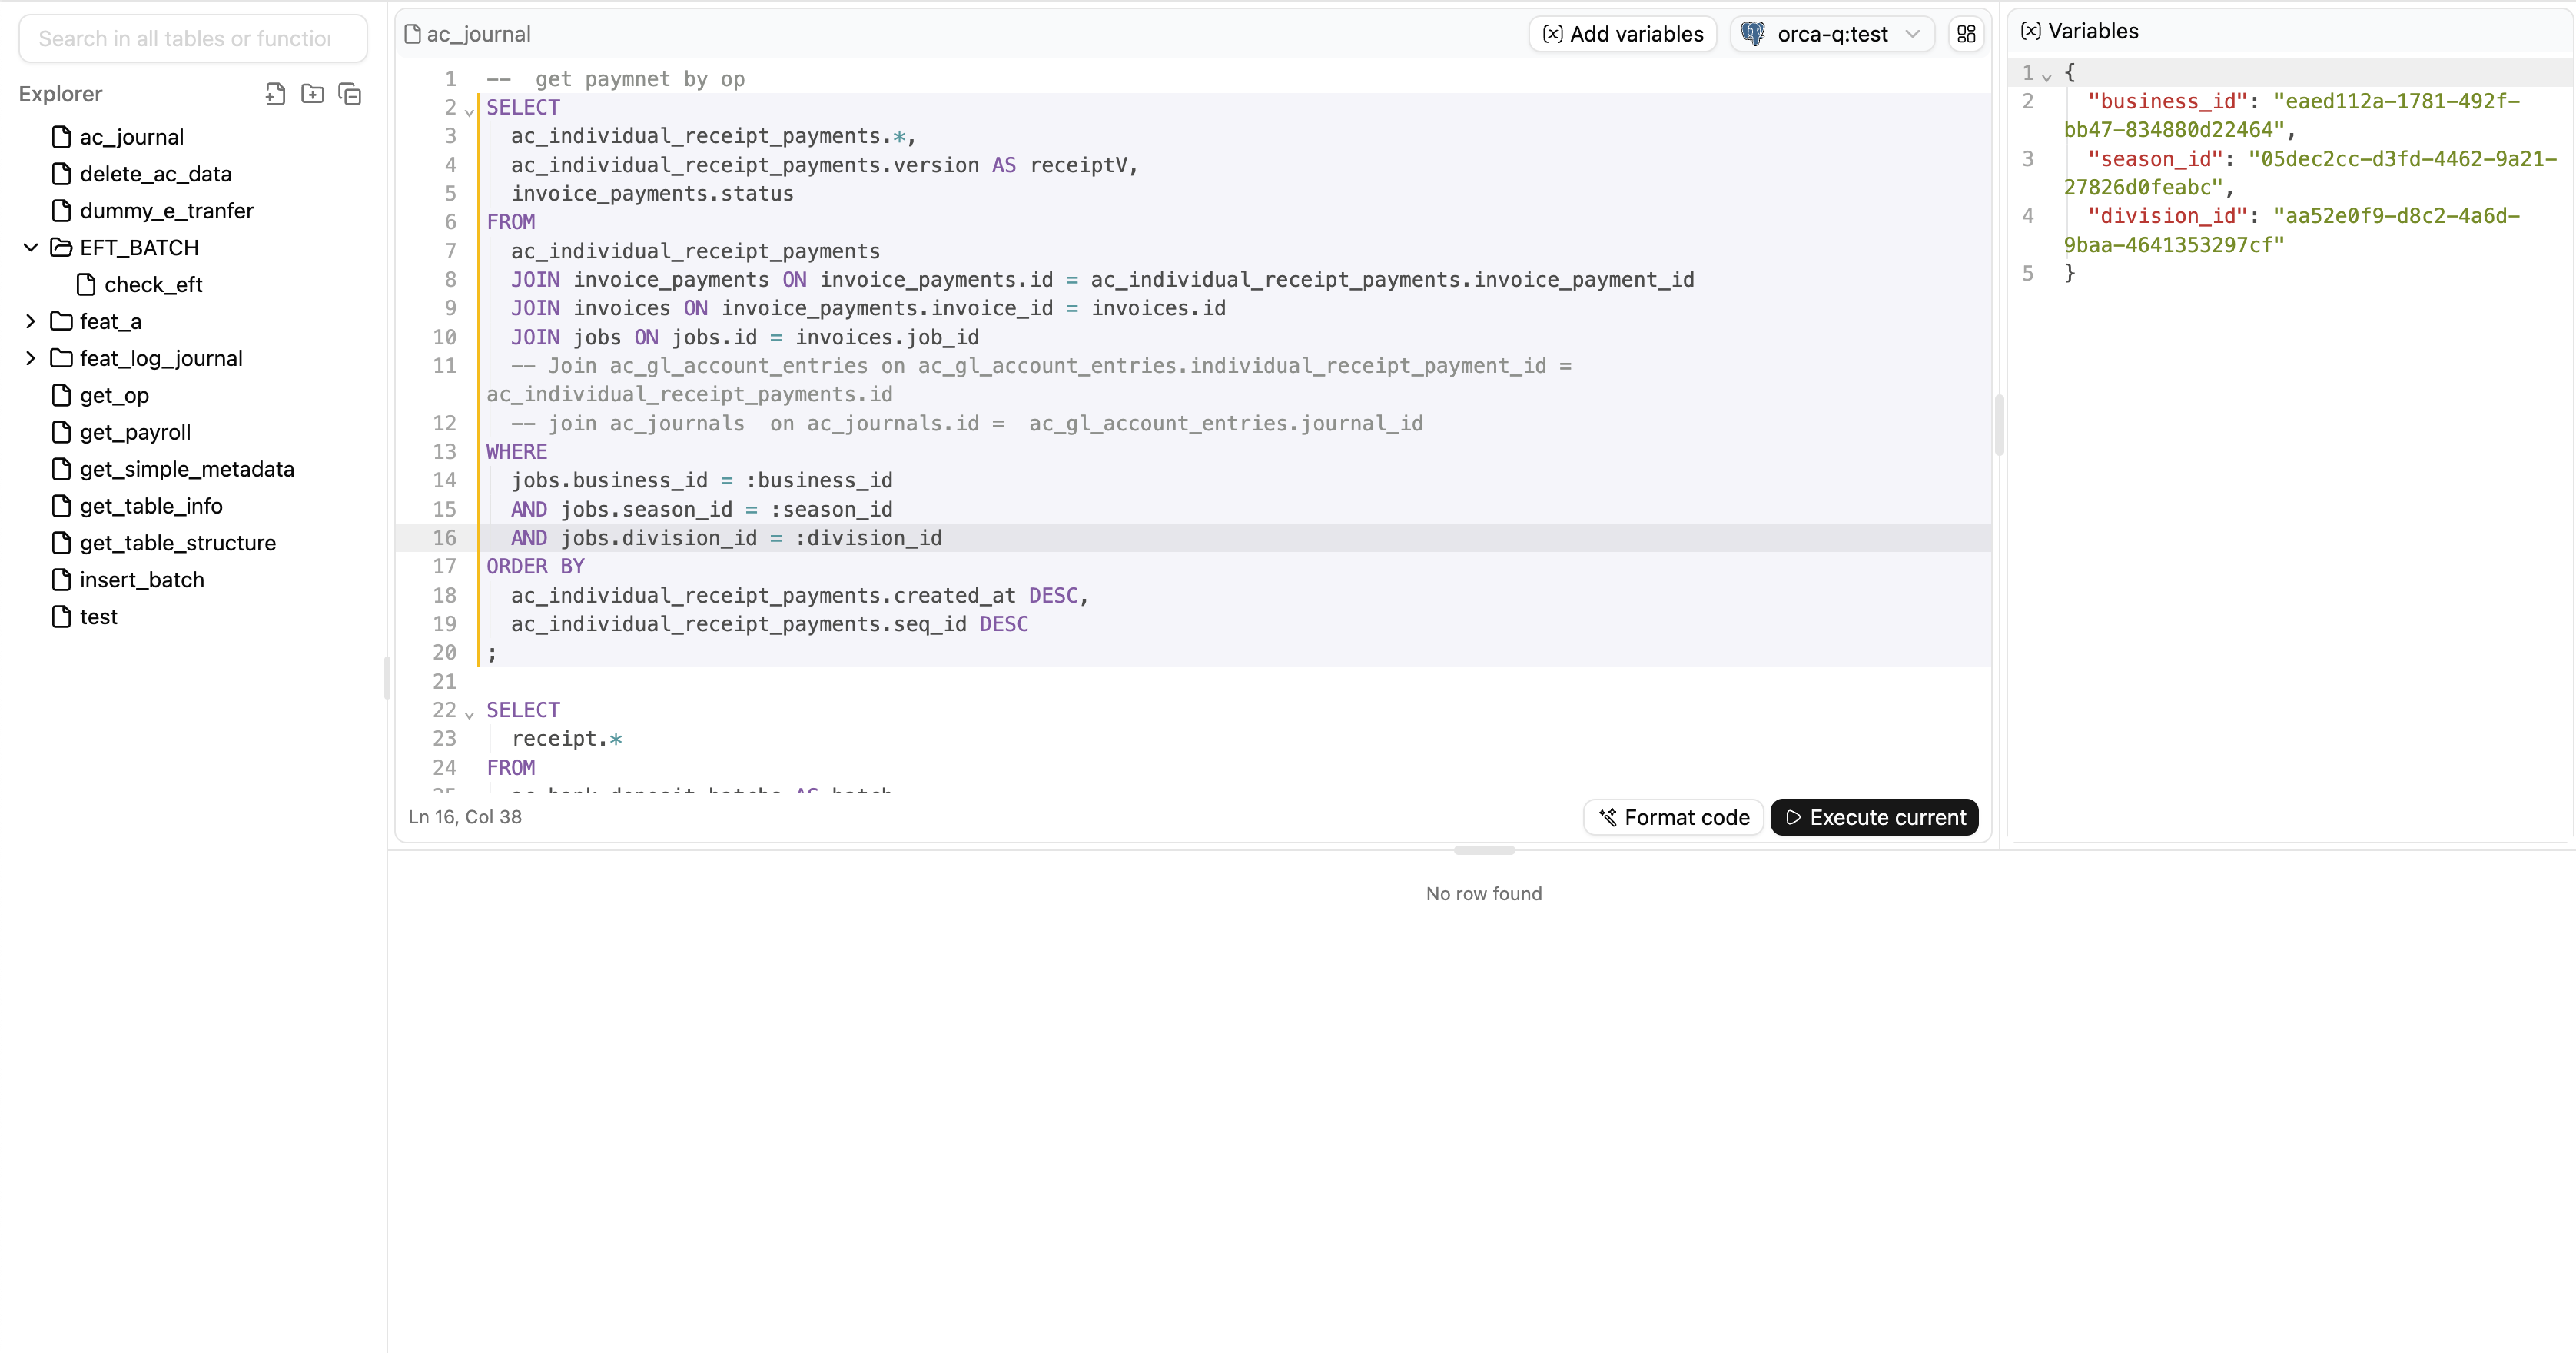 Search in all tables or functio
Explorer
ac_journal
delete_ac_data
dummy_e_tranfer
EFT_BATCH
check_eft
feat_a
feat_log_journal
get_op
get_payroll
get_simple_metadata
get_table_info
get_table_structure
insert_batch
test
ac_journal
(x) Add variables
orca-q:test
1 --  get paymnet by op
2 SELECT
3 ac_individual_receipt_payments.*,
4 ac_individual_receipt_payments.version AS receiptV,
5 invoice_payments.status
6 FROM
7 ac_individual_receipt_payments
8 JOIN invoice_payments ON invoice_payments.id = ac_individual_receipt_payments.invoice_payment_id
9 JOIN invoices ON invoice_payments.invoice_id = invoices.id
10 JOIN jobs ON jobs.id = invoices.job_id
11 -- Join ac_gl_account_entries on ac_gl_account_entries.individual_receipt_payment_id =
ac_individual_receipt_payments.id
12 -- join ac_journals  on ac_journals.id =  ac_gl_account_entries.journal_id
13 WHERE
14 jobs.business_id = :business_id
15 AND jobs.season_id = :season_id
16 AND jobs.division_id = :division_id
17 ORDER BY
18 ac_individual_receipt_payments.created_at DESC,
19 ac_individual_receipt_payments.seq_id DESC
20 ;
21
22 SELECT
23 receipt.*
24 FROM
Ln 16, Col 38
Format code
Execute current
(x) Variables
1 {
2 "business_id": "eaed112a-1781-492f-
bb47-834880d22464",
3 "season_id": "05dec2cc-d3fd-4462-9a21-
27826d0feabc",
4 "division_id": "aa52e0f9-d8c2-4a6d-
9baa-4641353297cf"
5 }
No row found